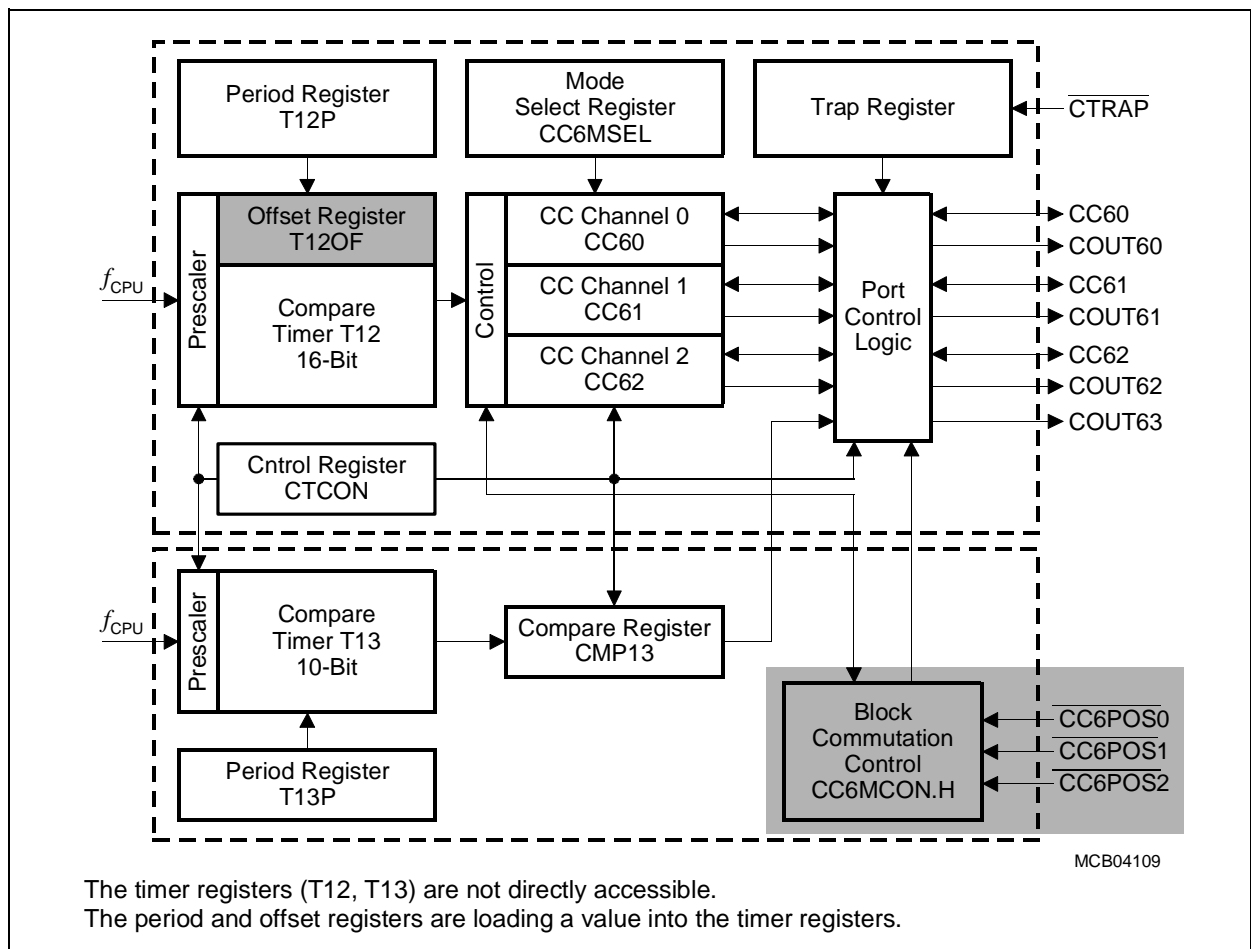 Period Register
T12P
Mode
Select Register
CC6MSEL
Trap Register
CTRAP
Prescaler
Offset Register
T12OF
Compare
Timer T12
16-Bit
fCPU
Control
CC Channel 0
CC60
CC Channel 1
CC61
CC Channel 2
CC62
Port
Control
Logic
CC60
COUT60
CC61
COUT61
CC62
COUT62
COUT63
Cntrol Register
CTCON
fCPU
Prescaler
Compare
Timer T13
10-Bit
Compare Register
CMP13
Period Register
T13P
Block
Commutation
Control
CC6MCON.H
CC6POS0
CC6POS1
CC6POS2
MCB04109
The timer registers (T12, T13) are not directly accessible.
The period and offset registers are loading a value into the timer registers.